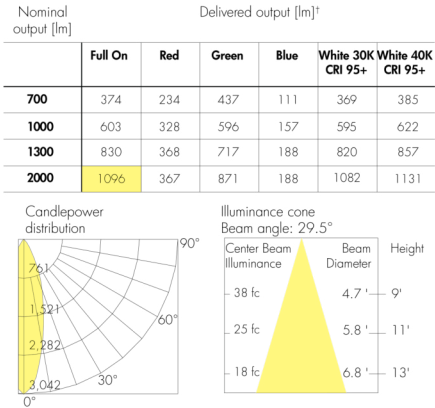 Nominal output [lm] Delivered output [lm]†
Full On Red Green Blue White 30K CRI 95+ White 40K CRI 95+
700 374 234 437 111 369 385
1000 603 328 596 157 595 622
1300 830 368 717 188 820 857
2000 1096 367 871 188 1082 1131
Candlepower distribution
90°
761
1,521
60°
2,282
30°
3,042
0°
Illuminance cone
Beam angle: 29.5°
Center Beam Illuminance Beam Diameter Height
38 fc 4.7 ' 9'
25 fc 5.8 ' 11'
18 fc 6.8 ' 13'